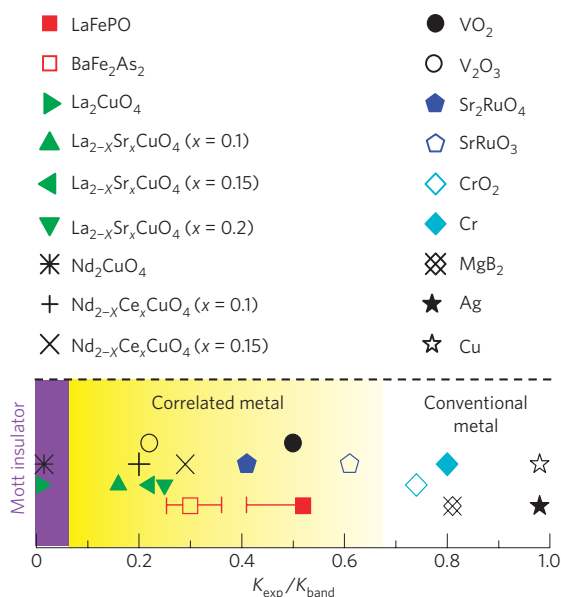 LaFePO
BaFe₂As₂
La₂CuO₄
La₂₋ₓSrₓCuO₄ (x = 0.1)
La₂₋ₓSrₓCuO₄ (x = 0.15)
La₂₋ₓSrₓCuO₄ (x = 0.2)
Nd₂CuO₄
Nd₂₋ₓCeₓCuO₄ (x = 0.1)
Nd₂₋ₓCeₓCuO₄ (x = 0.15)
VO₂
V₂O₃
Sr₂RuO₄
SrRuO₃
CrO₂
Cr
MgB₂
Ag
Cu
Mott insulator
Correlated metal
Conventional
metal
0 0.2 0.4 0.6 0.8 1.0
K_exp/K_band